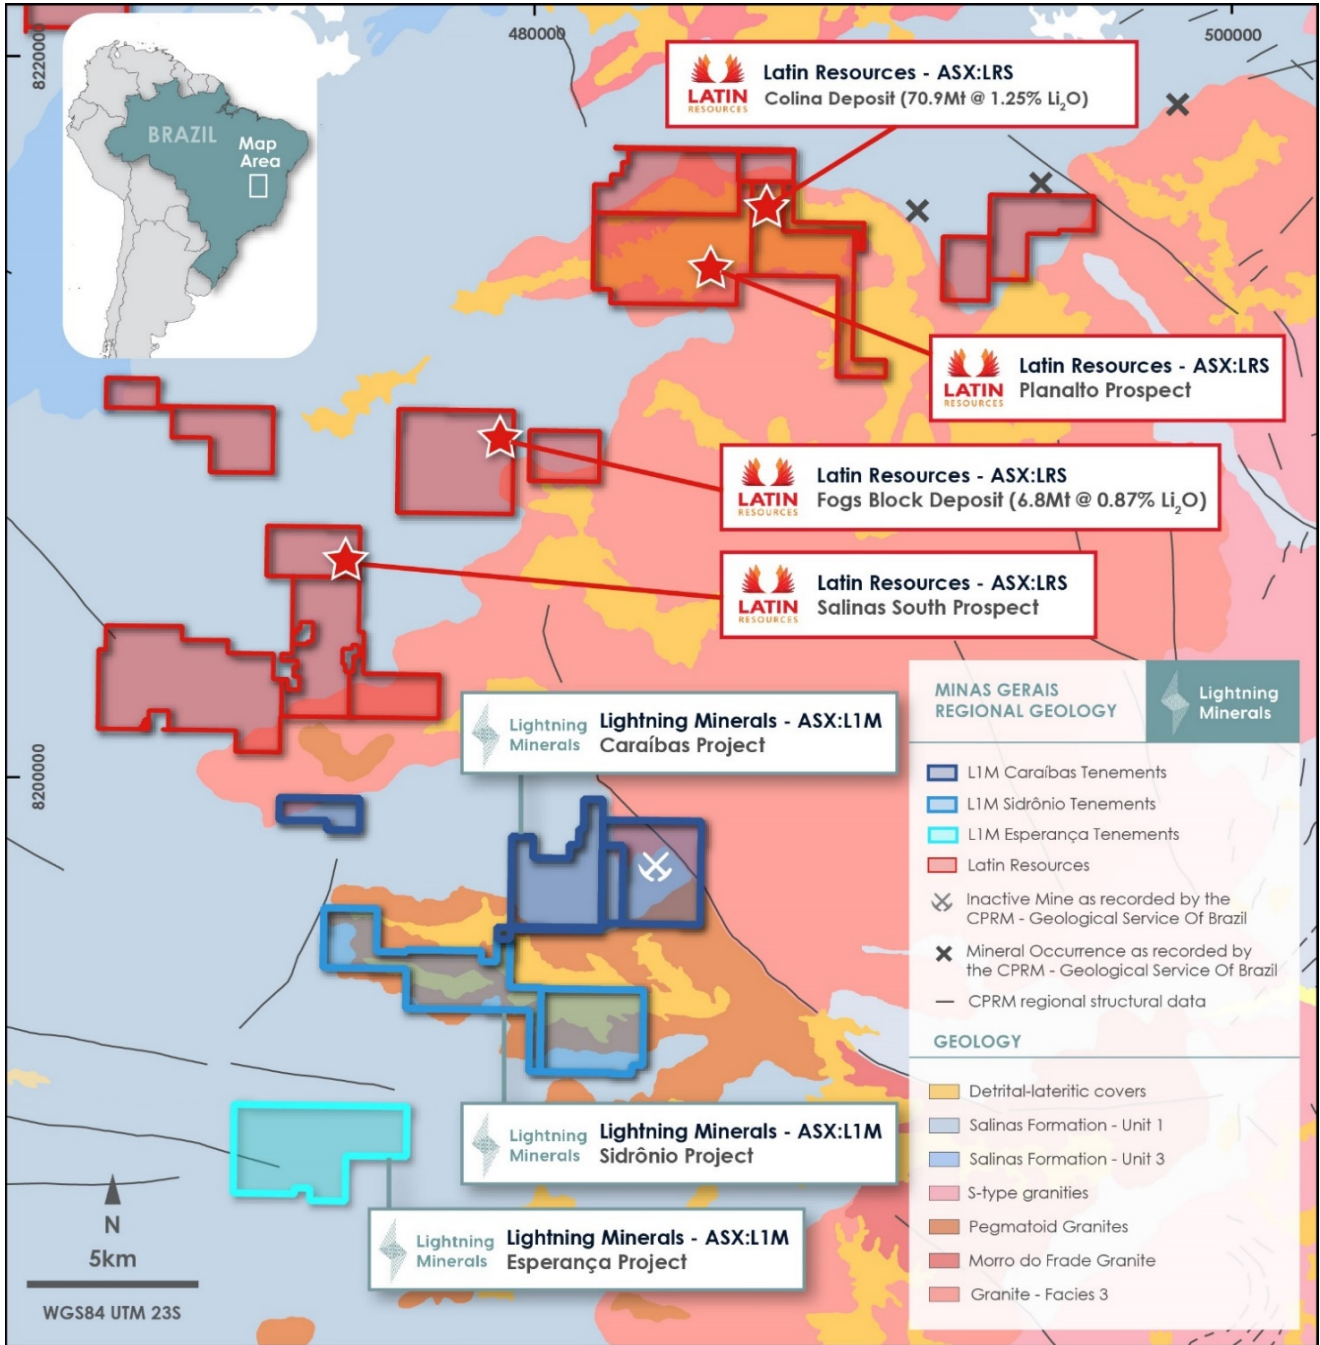 480000
500000
8220000
BRAZIL
Map
Area
LATIN
RESOURCES
Latin Resources - ASX:LRS
Colina Deposit (70.9Mt @ 1.25% Li₂O)
LATIN
RESOURCES
Latin Resources - ASX:LRS
Planalto Prospect
LATIN
RESOURCES
Latin Resources - ASX:LRS
Fogs Block Deposit (6.8Mt @ 0.87% Li₂O)
LATIN
RESOURCES
Latin Resources - ASX:LRS
Salinas South Prospect
8200000
Lightning
Minerals
Lightning Minerals - ASX:L1M
Caraíbas Project
Lightning
Minerals
Lightning Minerals - ASX:L1M
Sidrônio Project
Lightning
Minerals
Lightning Minerals - ASX:L1M
Esperança Project
N
5km
WGS84 UTM 23S
MINAS GERAIS
REGIONAL GEOLOGY
Lightning
Minerals
L1M Caraíbas Tenements
L1M Sidrônio Tenements
L1M Esperança Tenements
Latin Resources
Inactive Mine as recorded by the
CPRM - Geological Service Of Brazil
Mineral Occurrence as recorded by
the CPRM - Geological Service Of Brazil
CPRM regional structural data
GEOLOGY
Detrital-lateritic covers
Salinas Formation - Unit 1
Salinas Formation - Unit 3
S-type granities
Pegmatoid Granites
Morro do Frade Granite
Granite - Facies 3